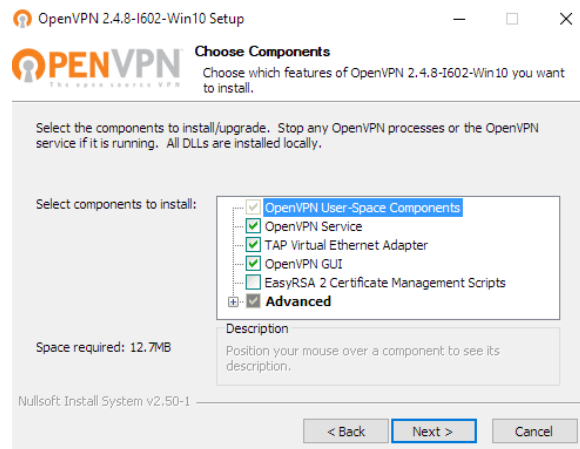 OpenVPN 2.4.8-I602-Win10 Setup
OPENVPN
The open source VPN
Choose Components
Choose which features of OpenVPN 2.4.8-I602-Win10 you want
to install.
Select the components to install/upgrade. Stop any OpenVPN processes or the OpenVPN
service if it is running. All DLLs are installed locally.
Select components to install:
OpenVPN User-Space Components
OpenVPN Service
TAP Virtual Ethernet Adapter
OpenVPN GUI
EasyRSA 2 Certificate Management Scripts
Advanced
Space required: 12.7MB
Description
Position your mouse over a component to see its
description.
Nullsoft Install System v2.50-1
< Back
Next >
Cancel